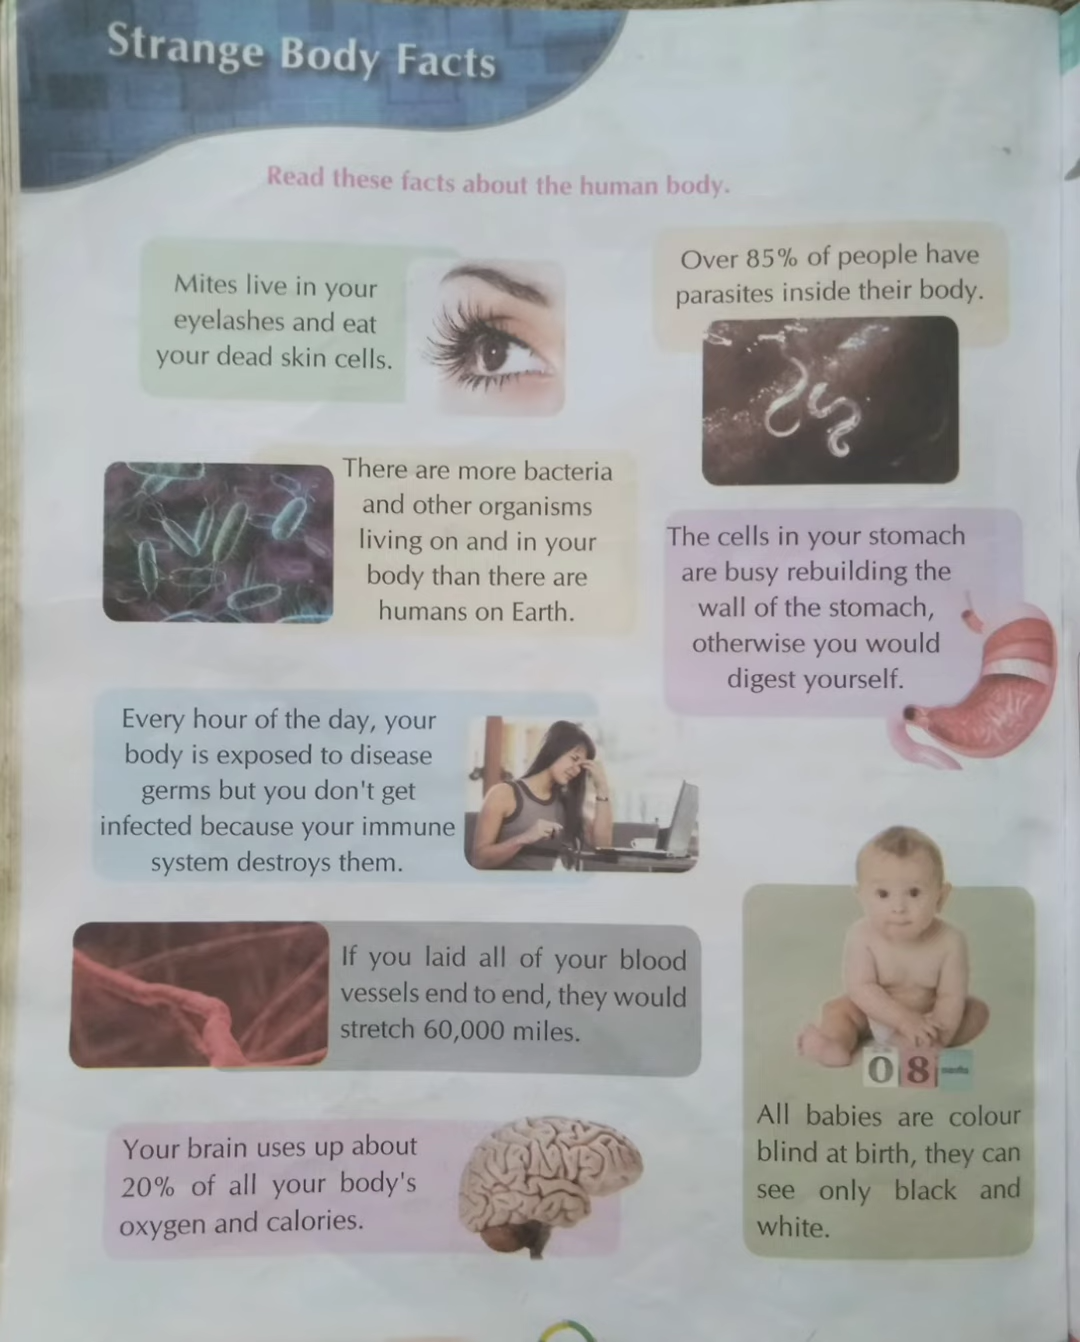 Strange Body Facts
Read these facts about the human body.
Mites live in your
eyelashes and eat
your dead skin cells.
Over 85% of people have
parasites inside their body.
There are more bacteria
and other organisms
living on and in your
body than there are
humans on Earth.
The cells in your stomach
are busy rebuilding the
wall of the stomach,
otherwise you would
digest yourself.
Every hour of the day, your
body is exposed to disease
germs but you don't get
infected because your immune
system destroys them.
If you laid all of your blood
vessels end to end, they would
stretch 60,000 miles.
08
All babies are colour
blind at birth, they can
see only black and
white.
Your brain uses up about
20% of all your body's
oxygen and calories.